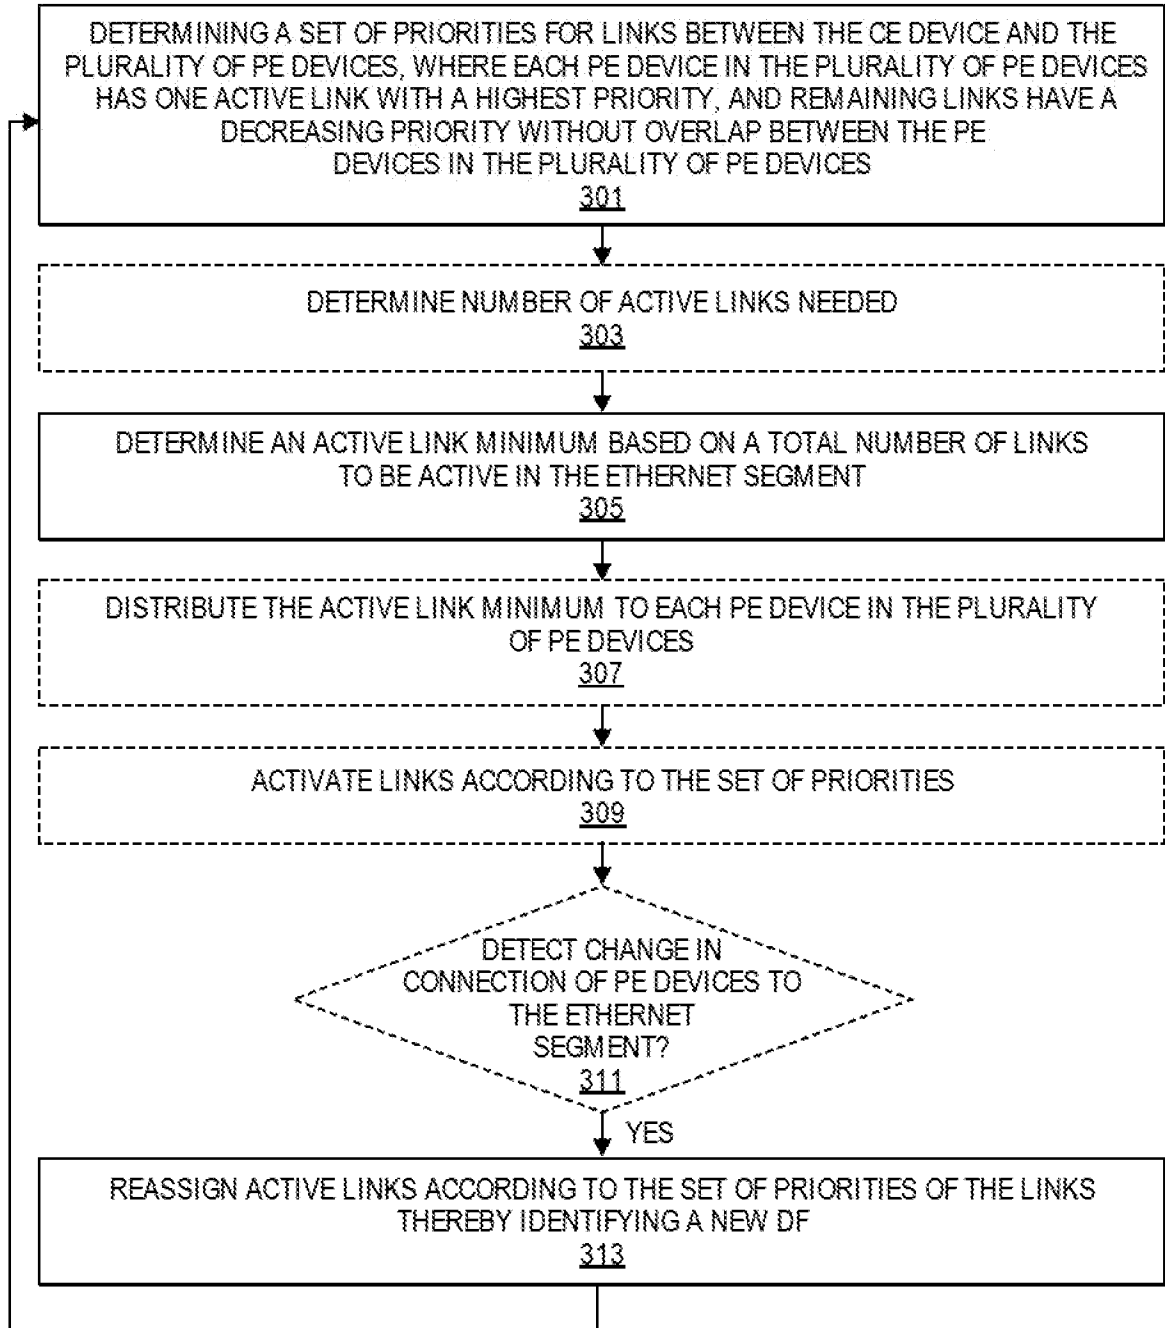 DETERMINING A SET OF PRIORITIES FOR LINKS BETWEEN THE CE DEVICE AND THE
PLURALITY OF PE DEVICES, WHERE EACH PE DEVICE IN THE PLURALITY OF PE DEVICES
HAS ONE ACTIVE LINK WITH A HIGHEST PRIORITY, AND REMAINING LINKS HAVE A
DECREASING PRIORITY WITHOUT OVERLAP BETWEEN THE PE
DEVICES IN THE PLURALITY OF PE DEVICES
301
DETERMINE NUMBER OF ACTIVE LINKS NEEDED
303
DETERMINE AN ACTIVE LINK MINIMUM BASED ON A TOTAL NUMBER OF LINKS
TO BE ACTIVE IN THE ETHERNET SEGMENT
305
DISTRIBUTE THE ACTIVE LINK MINIMUM TO EACH PE DEVICE IN THE PLURALITY
OF PE DEVICES
307
ACTIVATE LINKS ACCORDING TO THE SET OF PRIORITIES
309
DETECT CHANGE IN
CONNECTION OF PE DEVICES TO
THE ETHERNET
SEGMENT?
311
YES
REASSIGN ACTIVE LINKS ACCORDING TO THE SET OF PRIORITIES OF THE LINKS
THEREBY IDENTIFYING A NEW DF
313